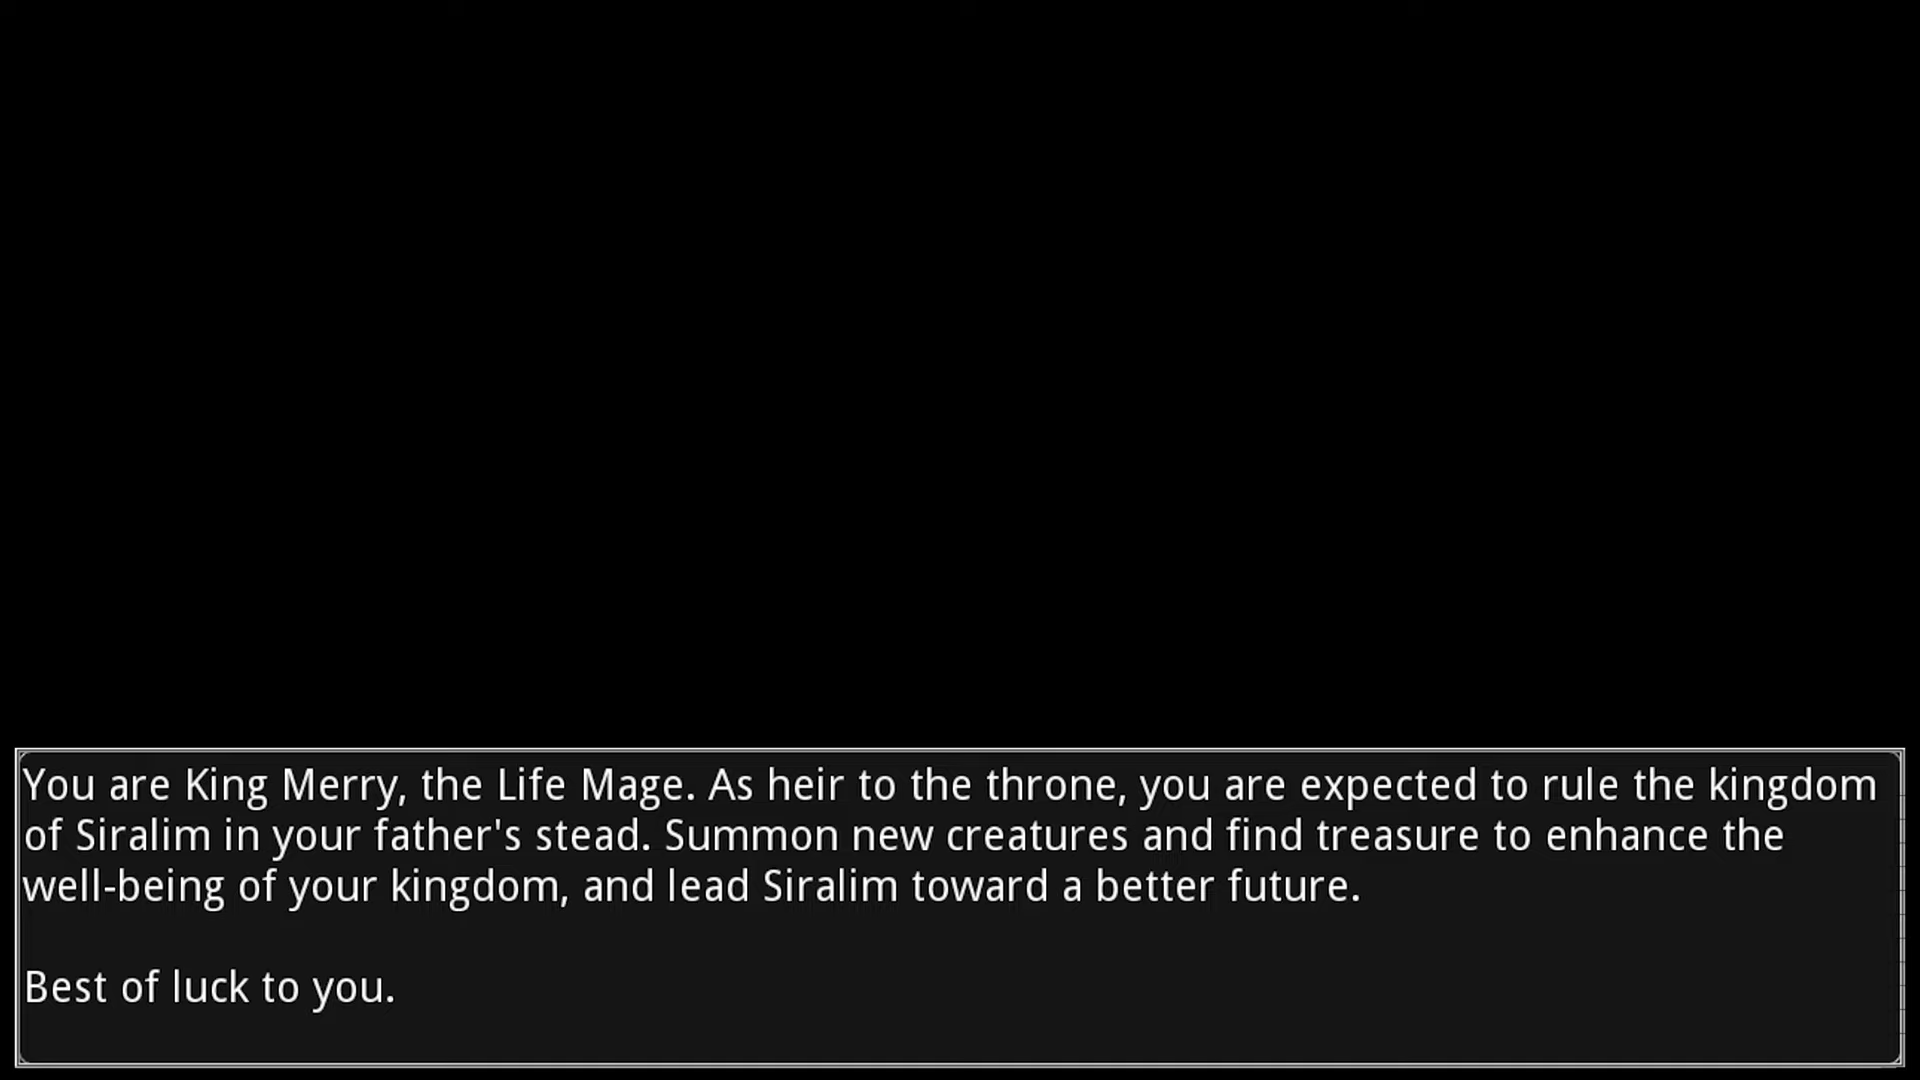 You are King Merry, the Life Mage. As heir to the throne, you are expected to rule the kingdom
of Siralim in your father's stead. Summon new creatures and find treasure to enhance the
well-being of your kingdom, and lead Siralim toward a better future.
Best of luck to you.